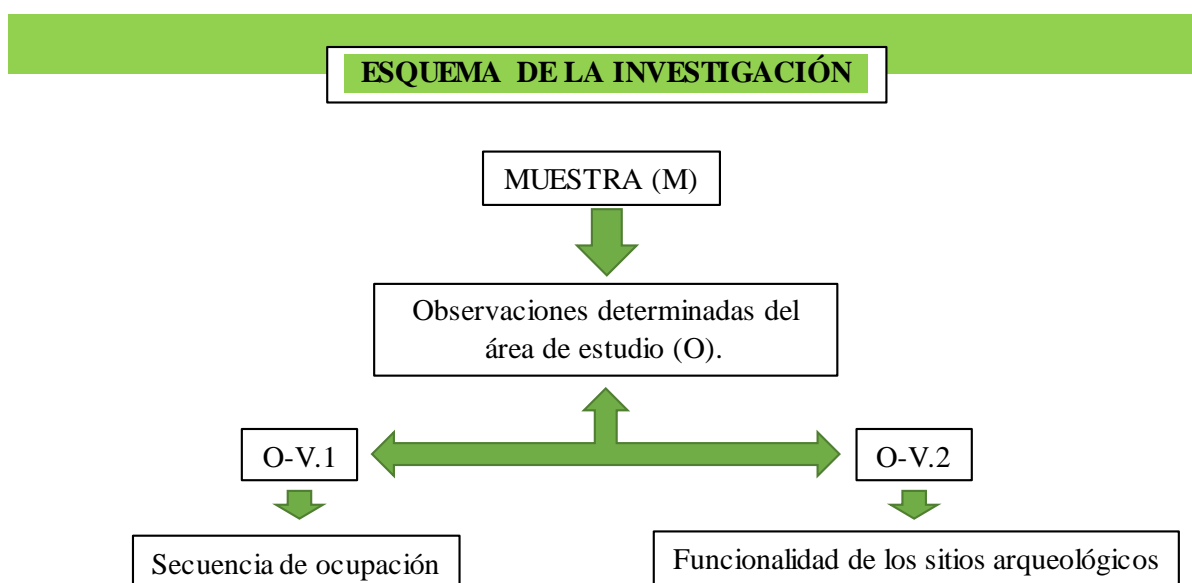 ESQUEMA DE LA INVESTIGACIÓN
MUESTRA (M)
Observaciones determinadas del
área de estudio (O).
O-V.1
O-V.2
Secuencia de ocupación
Funcionalidad de los sitios arqueológicos